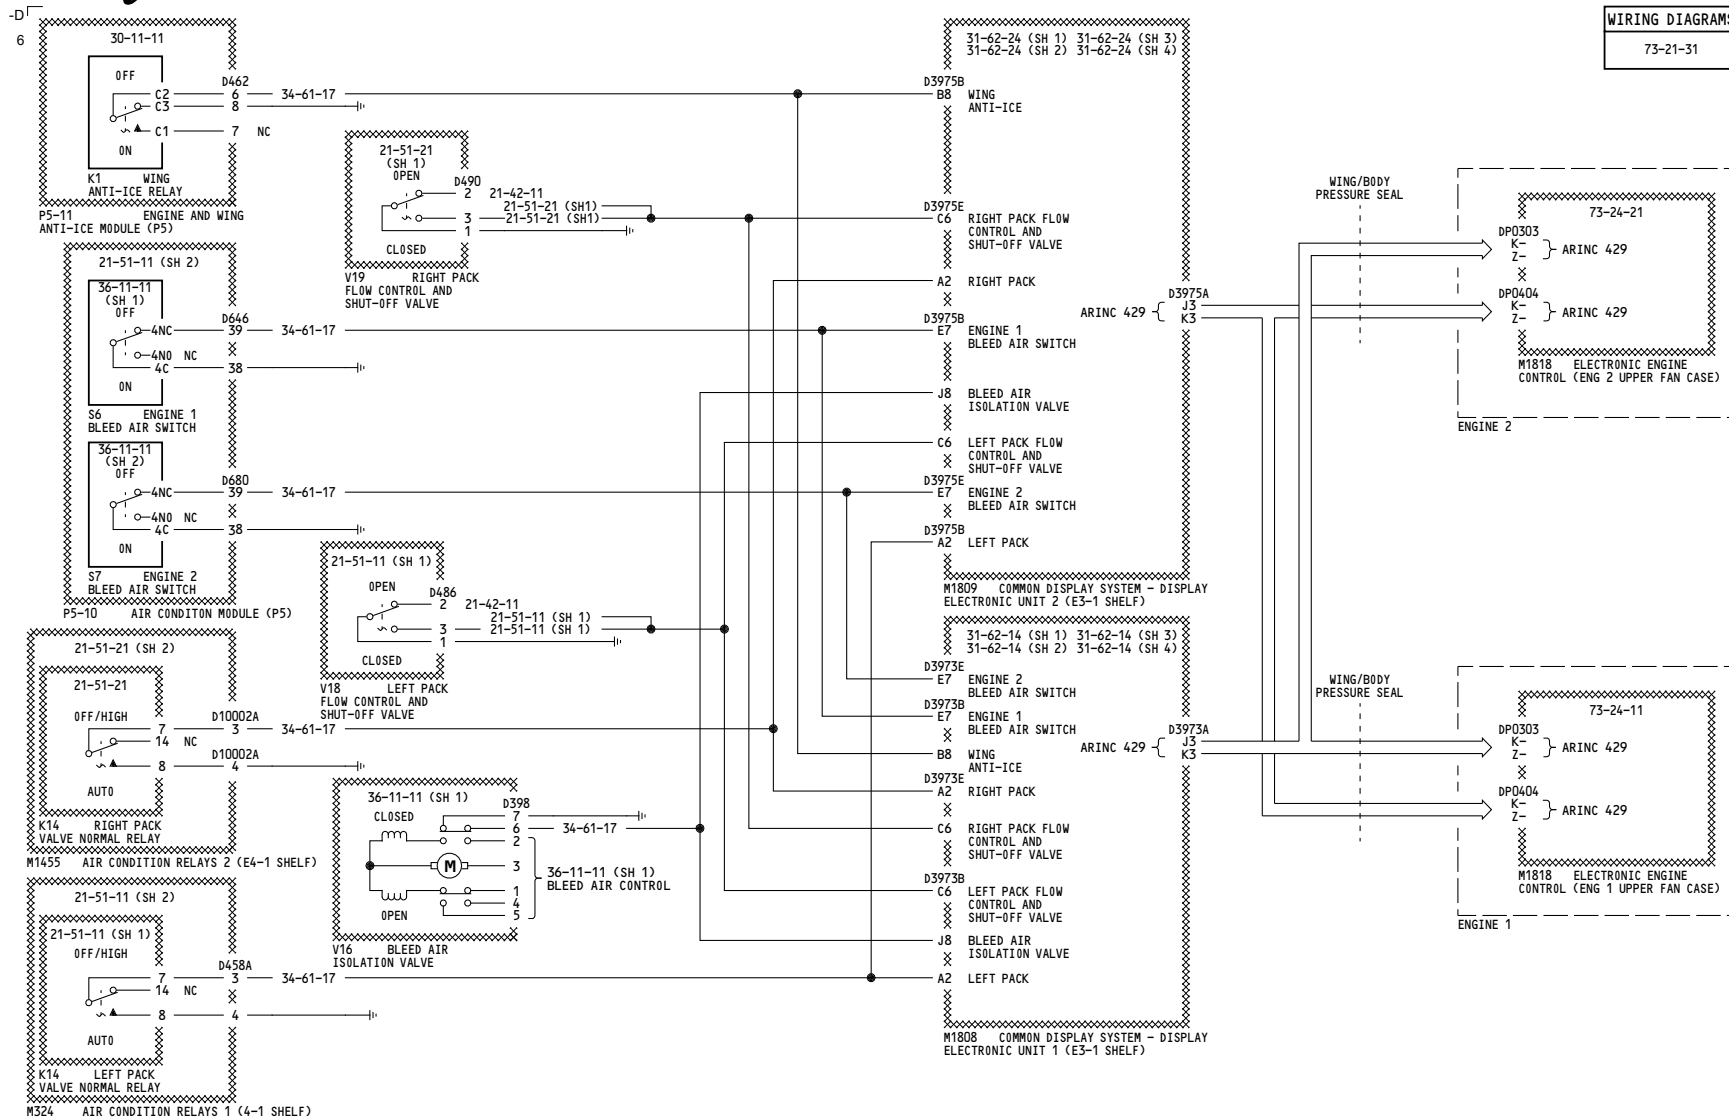 -D
6
30-11-11
OFF
C2
C3
C1
ON
D462
6
8
7 NC
34-61-17
K1 WING
ANTI-ICE RELAY
P5-11 ENGINE AND WING
ANTI-ICE MODULE (P5)
21-51-21
(SH 1)
OPEN
D490
2 21-42-11
21-51-21 (SH1)
3 21-51-21 (SH1)
1
CLOSED
V19 RIGHT PACK
FLOW CONTROL AND
SHUT-OFF VALVE
21-51-11 (SH 2)
36-11-11
(SH 1)
OFF
D646
4NC 39 34-61-17
4NO NC
4C 38
ON
S6 ENGINE 1
BLEED AIR SWITCH
36-11-11
(SH 2)
OFF
D680
4NC 39 34-61-17
4NO NC
4C 38
ON
S7 ENGINE 2
BLEED AIR SWITCH
P5-10 AIR CONDITON MODULE (P5)
21-51-11 (SH 1)
OPEN
D486
2 21-42-11
21-51-11 (SH 1)
3 21-51-11 (SH 1)
1
CLOSED
V18 LEFT PACK
FLOW CONTROL AND
SHUT-OFF VALVE
21-51-21 (SH 2)
21-51-21
OFF/HIGH
D10002A
7 3 34-61-17
14 NC
D10002A
8 4
AUTO
K14 RIGHT PACK
VALVE NORMAL RELAY
M1455 AIR CONDITION RELAYS 2 (E4-1 SHELF)
36-11-11 (SH 1)
CLOSED
D398
7
6 34-61-17
2
M
3
1
4
5
OPEN
36-11-11 (SH 1)
BLEED AIR CONTROL
V16 BLEED AIR
ISOLATION VALVE
21-51-11 (SH 2)
21-51-11 (SH 1)
OFF/HIGH
D458A
7 3 34-61-17
14 NC
8 4
AUTO
K14 LEFT PACK
VALVE NORMAL RELAY
M324 AIR CONDITION RELAYS 1 (4-1 SHELF)
31-62-24 (SH 1) 31-62-24 (SH 3)
31-62-24 (SH 2) 31-62-24 (SH 4)
D3975B
B8 WING
ANTI-ICE
D3975E
C6 RIGHT PACK FLOW
CONTROL AND
SHUT-OFF VALVE
A2 RIGHT PACK
D3975B
E7 ENGINE 1
BLEED AIR SWITCH
J8 BLEED AIR
ISOLATION VALVE
C6 LEFT PACK FLOW
CONTROL AND
SHUT-OFF VALVE
D3975E
E7 ENGINE 2
BLEED AIR SWITCH
D3975B
A2 LEFT PACK
D3975A
ARINC 429 { J3
K3
M1809 COMMON DISPLAY SYSTEM - DISPLAY
ELECTRONIC UNIT 2 (E3-1 SHELF)
31-62-14 (SH 1) 31-62-14 (SH 3)
31-62-14 (SH 2) 31-62-14 (SH 4)
D3973E
E7 ENGINE 2
BLEED AIR SWITCH
D3973B
E7 ENGINE 1
BLEED AIR SWITCH
B8 WING
ANTI-ICE
D3973E
A2 RIGHT PACK
C6 RIGHT PACK FLOW
CONTROL AND
SHUT-OFF VALVE
D3973B
C6 LEFT PACK FLOW
CONTROL AND
SHUT-OFF VALVE
J8 BLEED AIR
ISOLATION VALVE
A2 LEFT PACK
D3973A
ARINC 429 { J3
K3
M1808 COMMON DISPLAY SYSTEM - DISPLAY
ELECTRONIC UNIT 1 (E3-1 SHELF)
WIRING DIAGRAMS
73-21-31
WING/BODY
PRESSURE SEAL
73-24-21
DP0303
K-
Z- } ARINC 429
DP0404
K-
Z- } ARINC 429
M1818 ELECTRONIC ENGINE
CONTROL (ENG 2 UPPER FAN CASE)
ENGINE 2
WING/BODY
PRESSURE SEAL
73-24-11
DP0303
K-
Z- } ARINC 429
DP0404
K-
Z- } ARINC 429
M1818 ELECTRONIC ENGINE
CONTROL (ENG 1 UPPER FAN CASE)
ENGINE 1